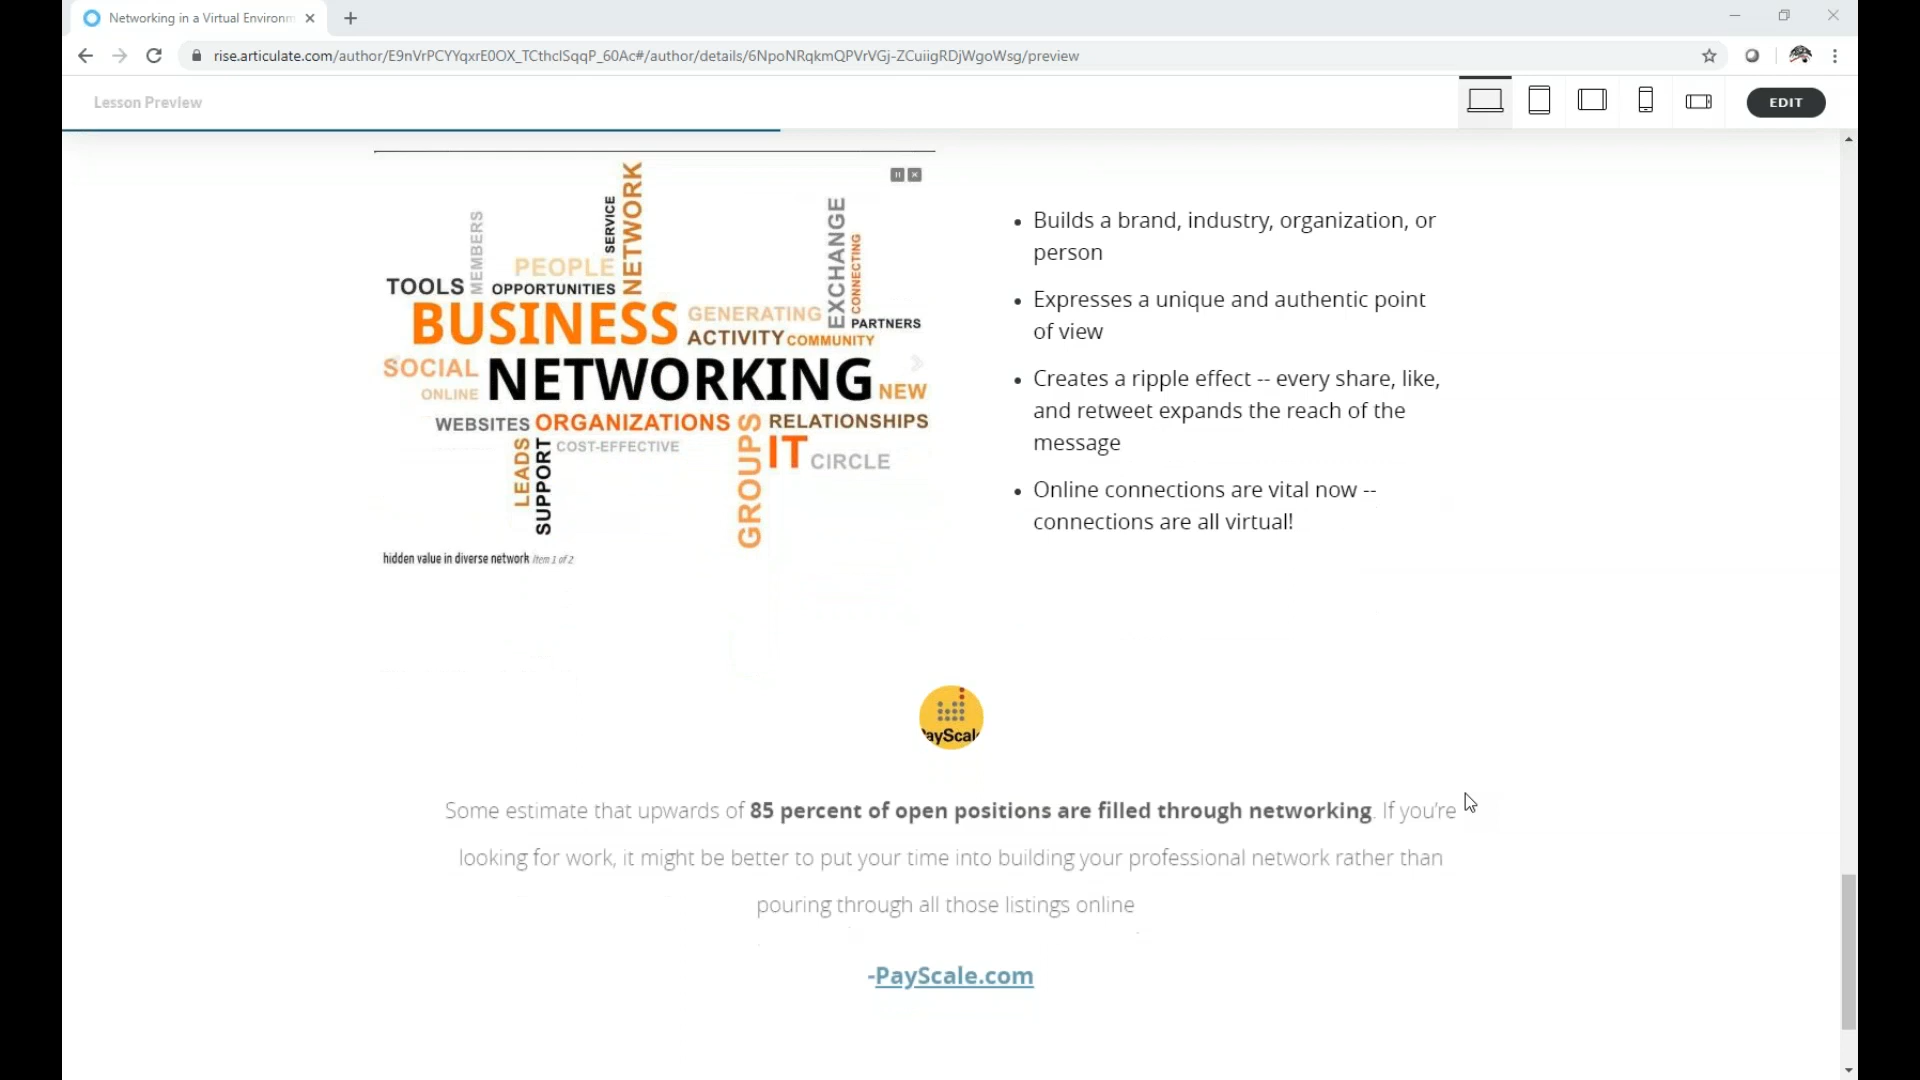 Networking in a Virtual Environm
rise.articulate.com/author/E9nVrPCYYqxrE0OX_TCthclSqqP_60Ac#/author/details/6NpoNRqkmQPVrVGj-ZCuiigRDjWgoWsg/preview
Lesson Preview
EDIT
NETWORK
SERVICE
MEMBERS
EXCHANGE
CONNECTING
PEOPLE
TOOLS
OPPORTUNITIES
BUSINESS
GENERATING
PARTNERS
ACTIVITY
COMMUNITY
SOCIAL
NETWORKING
ONLINE
NEW
WEBSITES
ORGANIZATIONS
RELATIONSHIPS
LEADS
SUPPORT
COST-EFFECTIVE
GROUPS
IT
CIRCLE
hidden value in diverse network Item 1 of 2
• Builds a brand, industry, organization, or
person
• Expresses a unique and authentic point
of view
• Creates a ripple effect -- every share, like,
and retweet expands the reach of the
message
• Online connections are vital now --
connections are all virtual!
PayScale
Some estimate that upwards of 85 percent of open positions are filled through networking. If you're
looking for work, it might be better to put your time into building your professional network rather than
pouring through all those listings online
-PayScale.com